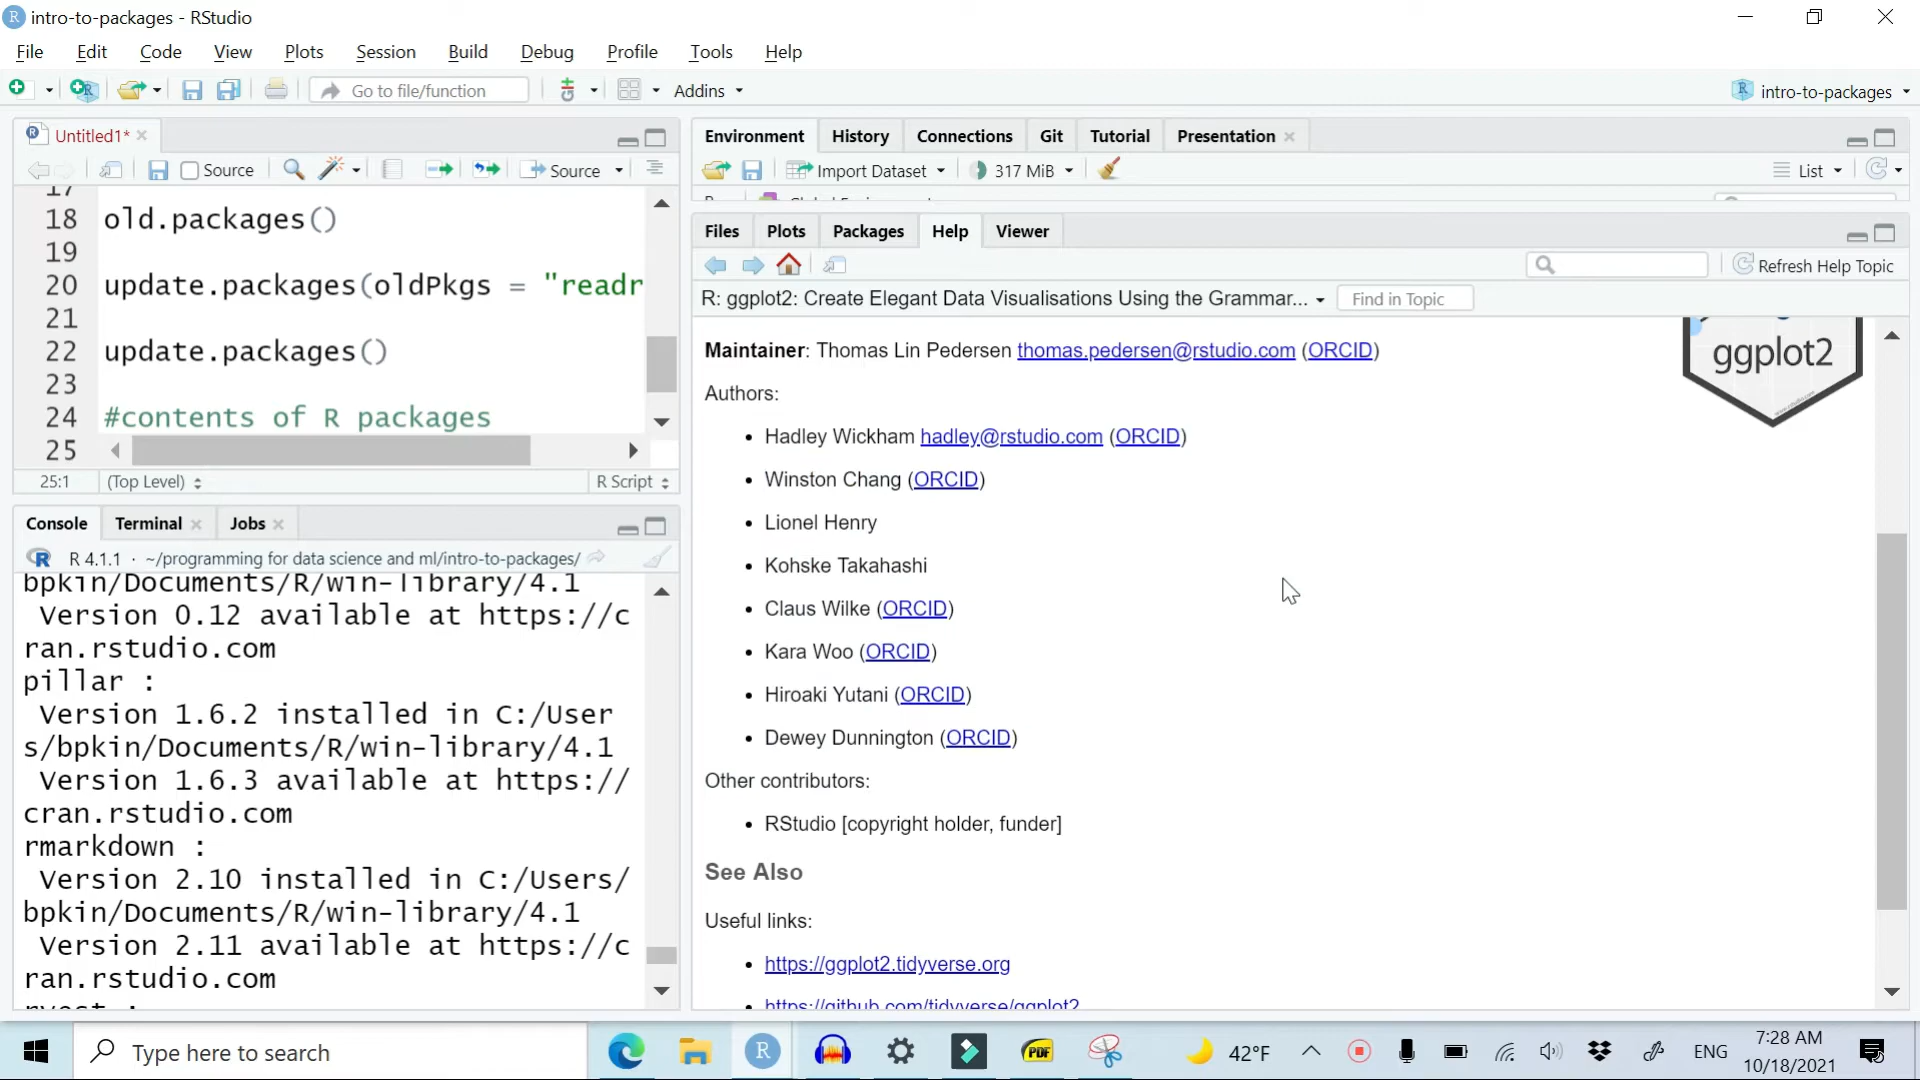 intro-to-packages - RStudio
File Edit Code View Plots Session Build Debug Profile Tools Help
Go to file/function Addins intro-to-packages
Untitled1*
Source Source
17
18 old.packages()
19
20 update.packages(oldPkgs = "readr
21
22 update.packages()
23
24 #contents of R packages
25
25:1 (Top Level) R Script
Console Terminal Jobs
R 4.1.1 · ~/programming for data science and ml/intro-to-packages/
bpkin/Documents/R/win-library/4.1
Version 0.12 available at https://c
ran.rstudio.com
pillar :
Version 1.6.2 installed in C:/User
s/bpkin/Documents/R/win-library/4.1
Version 1.6.3 available at https://
cran.rstudio.com
rmarkdown :
Version 2.10 installed in C:/Users/
bpkin/Documents/R/win-library/4.1
Version 2.11 available at https://c
ran.rstudio.com
Environment History Connections Git Tutorial Presentation
Import Dataset 317 MiB List
Files Plots Packages Help Viewer
Refresh Help Topic
R: ggplot2: Create Elegant Data Visualisations Using the Grammar... Find in Topic
ggplot2
Maintainer: Thomas Lin Pedersen thomas.pedersen@rstudio.com (ORCID)
Authors:
• Hadley Wickham hadley@rstudio.com (ORCID)
• Winston Chang (ORCID)
• Lionel Henry
• Kohske Takahashi
• Claus Wilke (ORCID)
• Kara Woo (ORCID)
• Hiroaki Yutani (ORCID)
• Dewey Dunnington (ORCID)
Other contributors:
• RStudio [copyright holder, funder]
See Also
Useful links:
• https://ggplot2.tidyverse.org
• https://github.com/tidyverse/ggplot2
Type here to search
PDF
42°F
ENG
7:28 AM
10/18/2021